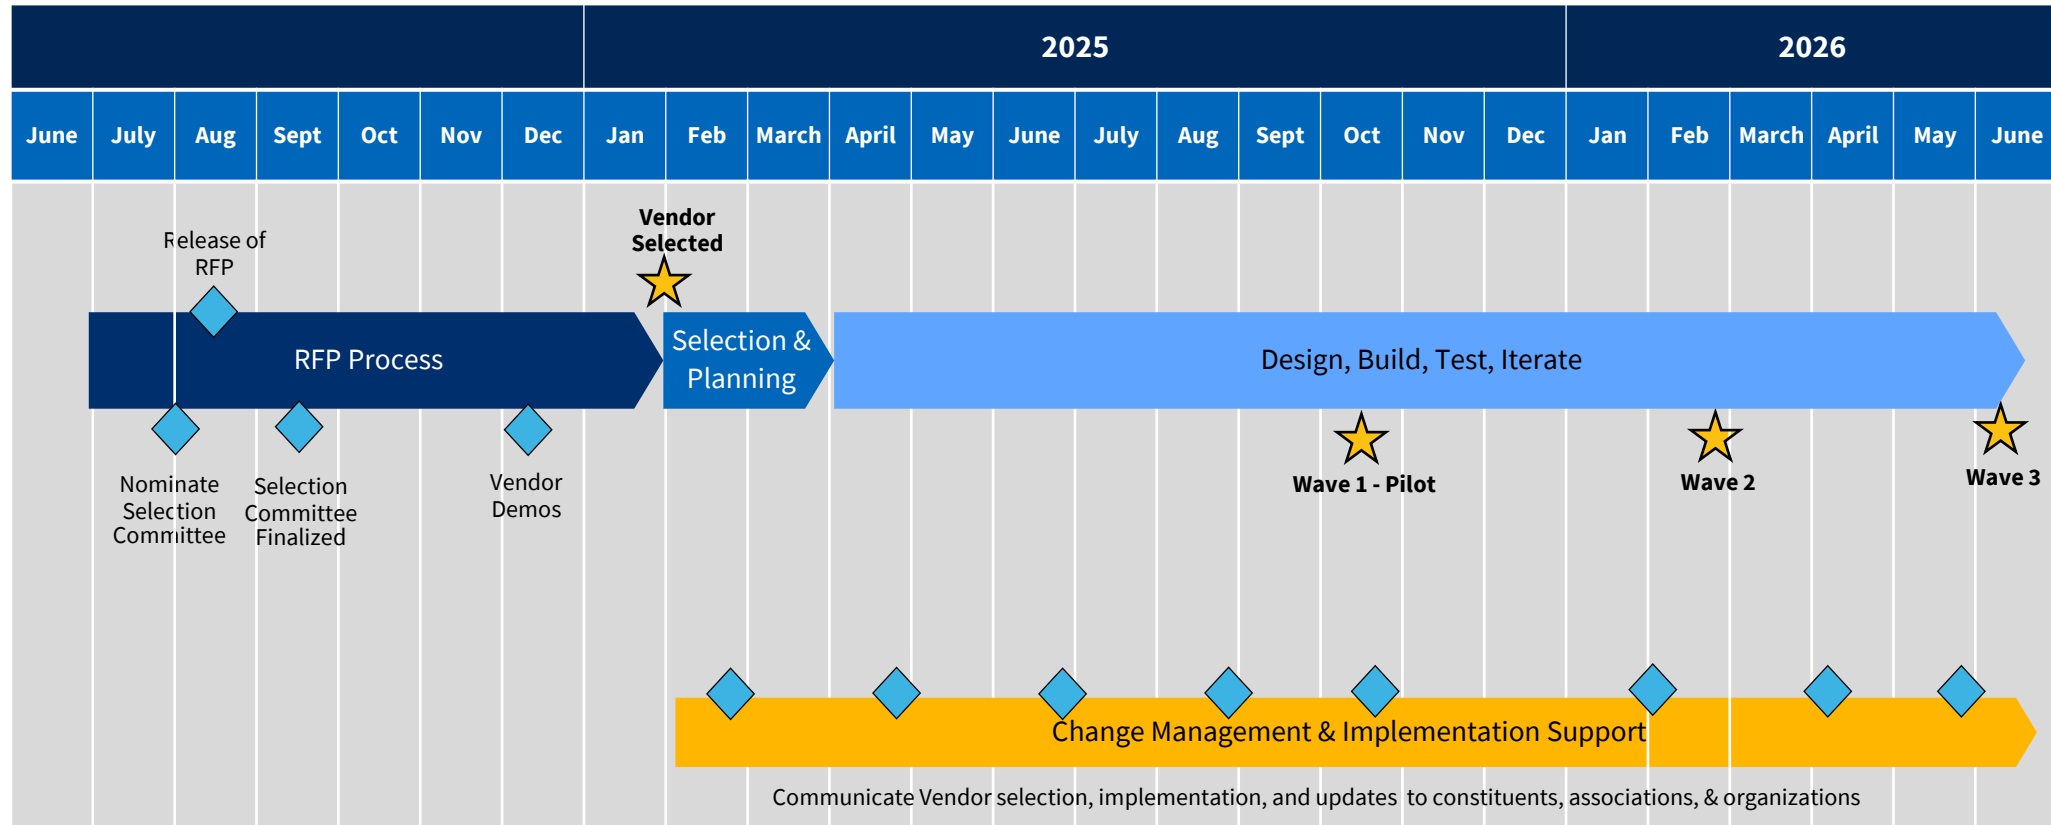 2025
2026
June July Aug Sept Oct Nov Dec Jan Feb March April May June July Aug Sept Oct Nov Dec Jan Feb March April May June
Vendor
Selected
Release of
RFP
RFP Process
Selection &
Planning
Design, Build, Test, Iterate
Nominate
Selection
Committee
Selection
Committee
Finalized
Vendor
Demos
Wave 1 - Pilot
Wave 2
Wave 3
Change Management & Implementation Support
Communicate Vendor selection, implementation, and updates to constituents, associations, & organizations